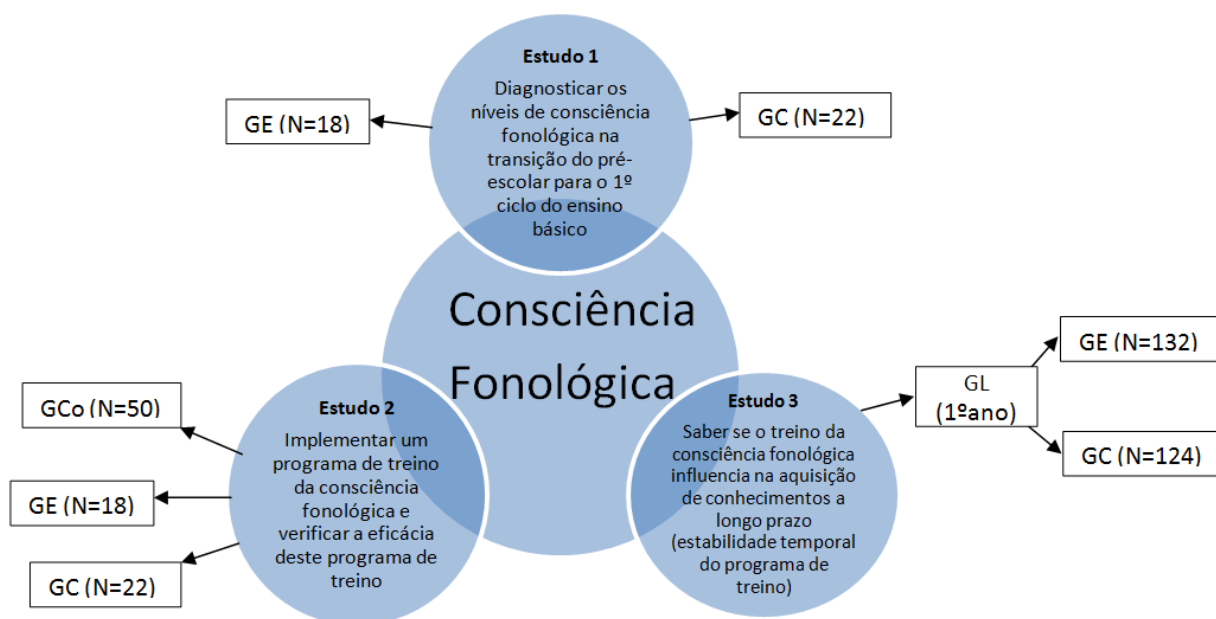 Estudo 1
Diagnosticar os
níveis de consciência
fonológica na
transição do pré-
escolar para o 1º
ciclo do ensino
básico
GE (N=18)
GC (N=22)
Consciência
Fonológica
Estudo 2
Implementar um
programa de treino
da consciência
fonológica e
verificar a eficácia
deste programa de
treino
GCo (N=50)
GE (N=18)
GC (N=22)
Estudo 3
Saber se o treino da
consciência fonológica
influencia na aquisição
de conhecimentos a
longo prazo
(estabilidade temporal
do programa de
treino)
GL
(1ºano)
GE (N=132)
GC (N=124)